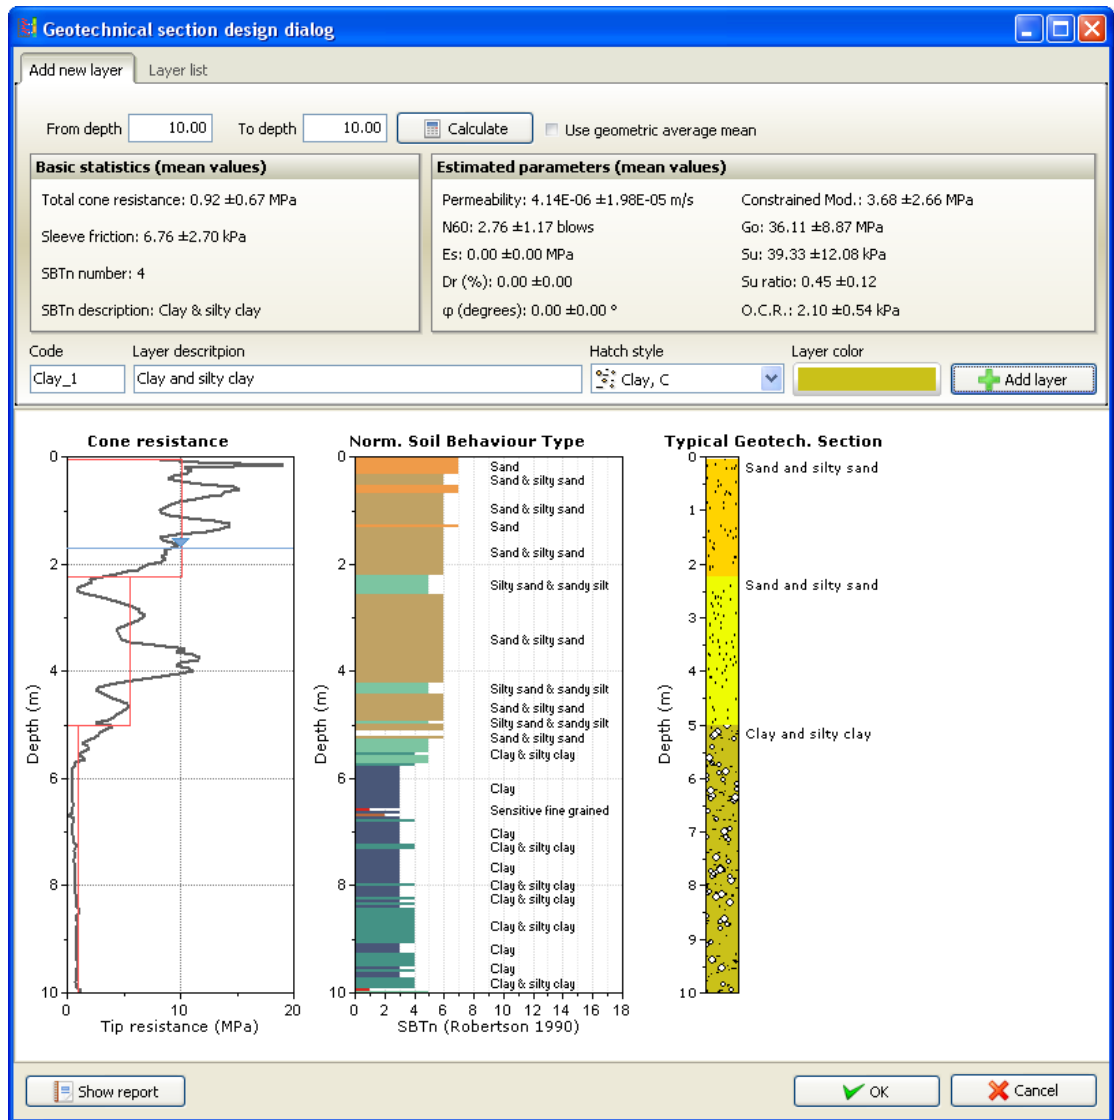 Geotechnical section design dialog
Add new layer Layer list
From depth 10.00 To depth 10.00 Calculate Use geometric average mean
Basic statistics (mean values)
Total cone resistance: 0.92 ±0.67 MPa
Sleeve friction: 6.76 ±2.70 kPa
SBTn number: 4
SBTn description: Clay & silty clay
Estimated parameters (mean values)
Permeability: 4.14E-06 ±1.98E-05 m/s Constrained Mod.: 3.68 ±2.66 MPa
N60: 2.76 ±1.17 blows Go: 36.11 ±8.87 MPa
Es: 0.00 ±0.00 MPa Su: 39.33 ±12.08 kPa
Dr (%): 0.00 ±0.00 Su ratio: 0.45 ±0.12
φ (degrees): 0.00 ±0.00 ° O.C.R.: 2.10 ±0.54 kPa
Code Layer descritpion Hatch style Layer color
Clay_1 Clay and silty clay Clay, C Add layer
Cone resistance
0
2
4
6
8
10
Depth (m)
0 10 20
Tip resistance (MPa)
Norm. Soil Behaviour Type
0
2
4
6
8
10
Depth (m)
Sand
Sand & silty sand
Sand & silty sand
Sand
Sand & silty sand
Silty sand & sandy silt
Sand & silty sand
Silty sand & sandy silt
Sand & silty sand
Silty sand & sandy silt
Sand & silty sand
Clay & silty clay
Clay
Sensitive fine grained
Clay
Clay & silty clay
Clay
Clay & silty clay
Clay & silty clay
Clay & silty clay
Clay
Clay
Clay & silty clay
0 2 4 6 8 10 12 14 16 18
SBTn (Robertson 1990)
Typical Geotech. Section
0
1
2
3
4
5
6
7
8
9
10
Depth (m)
Sand and silty sand
Sand and silty sand
Clay and silty clay
Show report OK Cancel